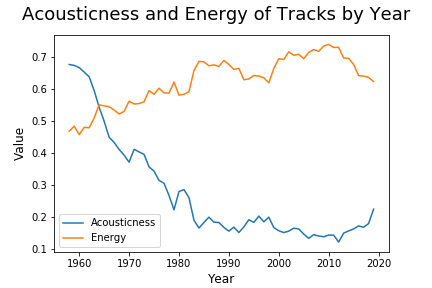 Acousticness and Energy of Tracks by Year
Value
0.7
0.6
0.5
0.4
0.3
0.2
0.1
Acousticness
Energy
1960 1970 1980 1990 2000 2010 2020
Year